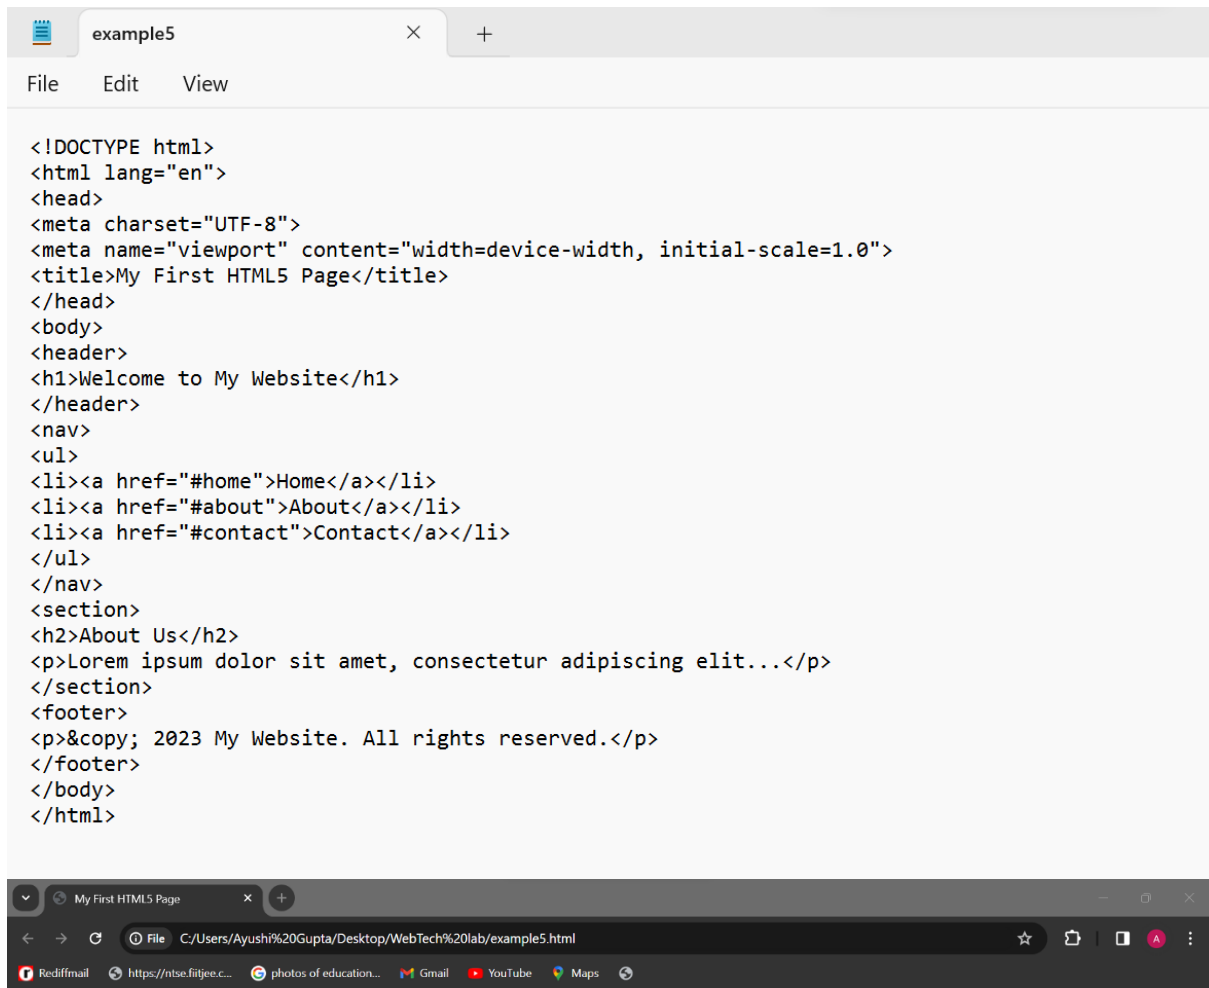 example5
File Edit View
<!DOCTYPE html>
<html lang="en">
<head>
<meta charset="UTF-8">
<meta name="viewport" content="width=device-width, initial-scale=1.0">
<title>My First HTML5 Page</title>
</head>
<body>
<header>
<h1>Welcome to My Website</h1>
</header>
<nav>
<ul>
<li><a href="#home">Home</a></li>
<li><a href="#about">About</a></li>
<li><a href="#contact">Contact</a></li>
</ul>
</nav>
<section>
<h2>About Us</h2>
<p>Lorem ipsum dolor sit amet, consectetur adipiscing elit...</p>
</section>
<footer>
<p>&copy; 2023 My Website. All rights reserved.</p>
</footer>
</body>
</html>
My First HTML5 Page
File C:/Users/Ayushi%20Gupta/Desktop/WebTech%20lab/example5.html A
Rediffmail https://ntse.fiitjee.c... photos of education... Gmail YouTube Maps